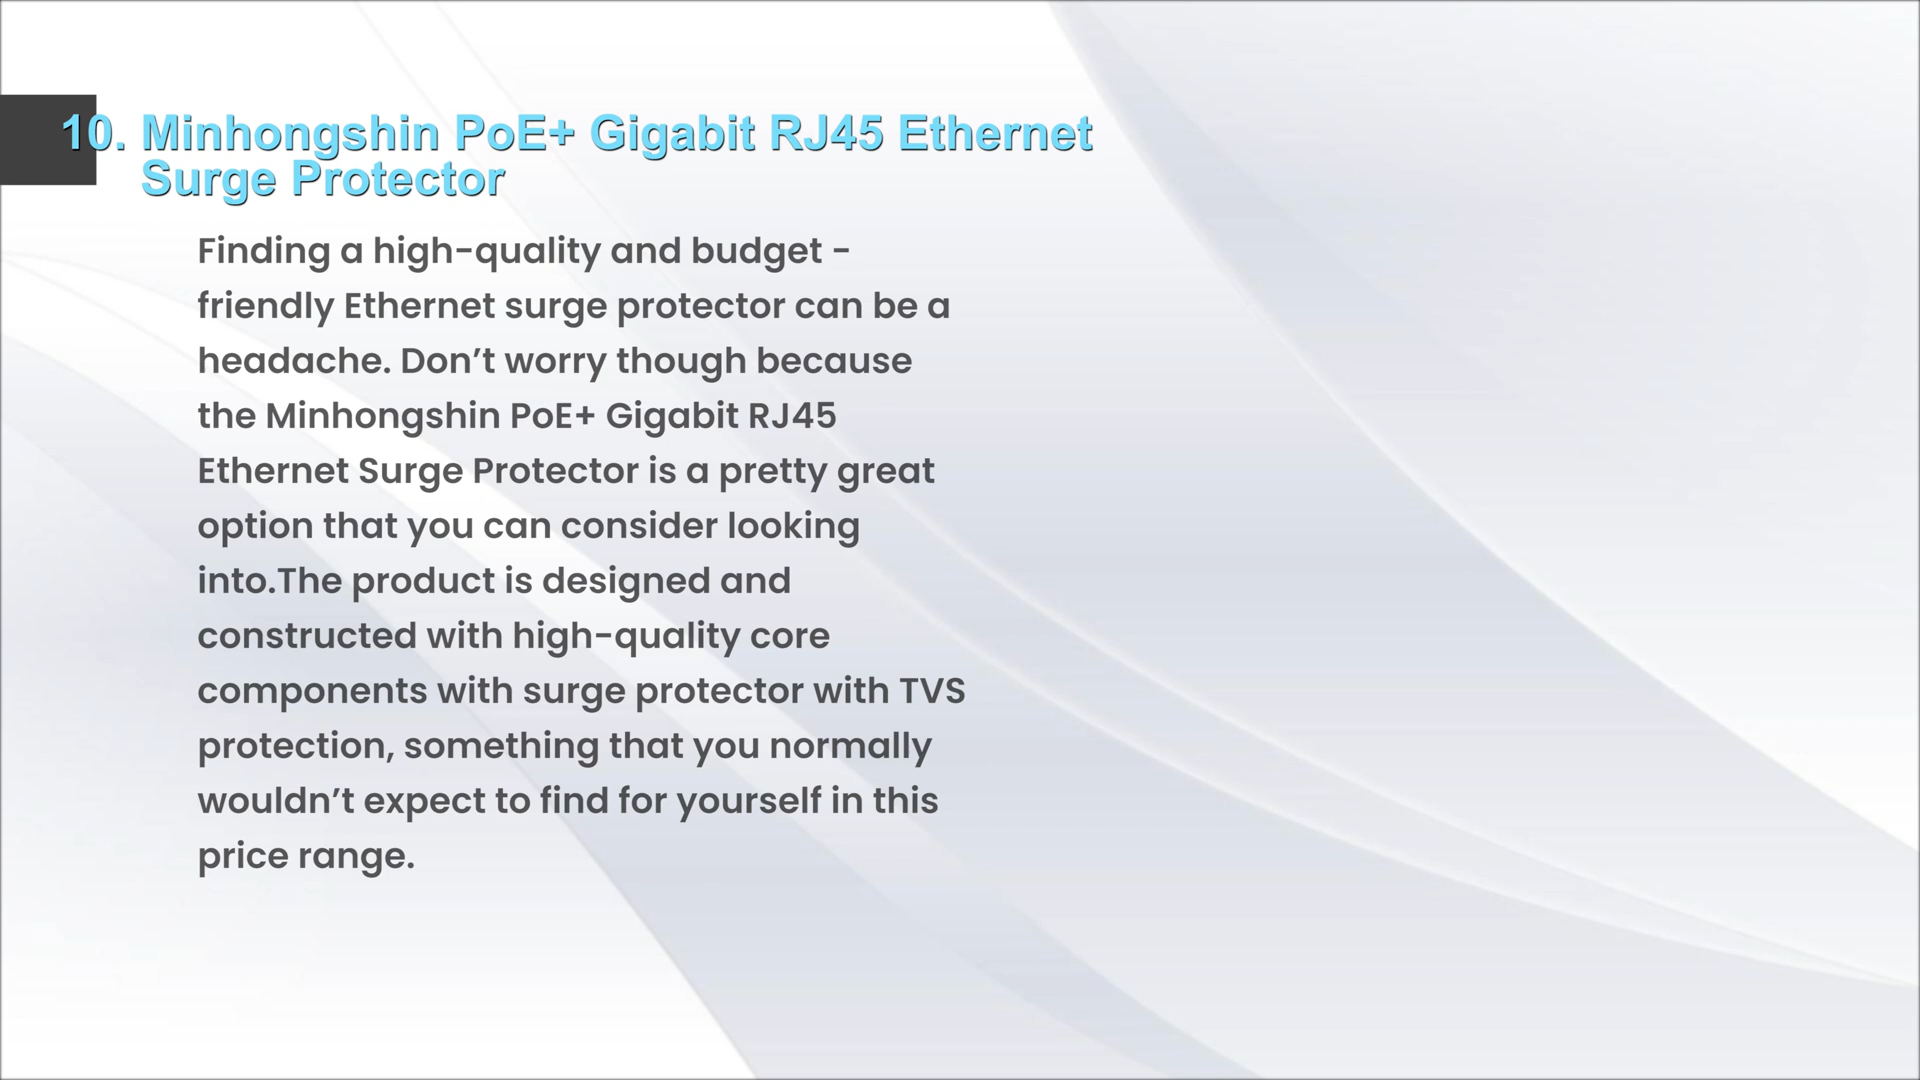 10. Minhongshin PoE+ Gigabit RJ45 Ethernet
Surge Protector
Finding a high-quality and budget -
friendly Ethernet surge protector can be a
headache. Don’t worry though because
the Minhongshin PoE+ Gigabit RJ45
Ethernet Surge Protector is a pretty great
option that you can consider looking
into.The product is designed and
constructed with high-quality core
components with surge protector with TVS
protection, something that you normally
wouldn’t expect to find for yourself in this
price range.